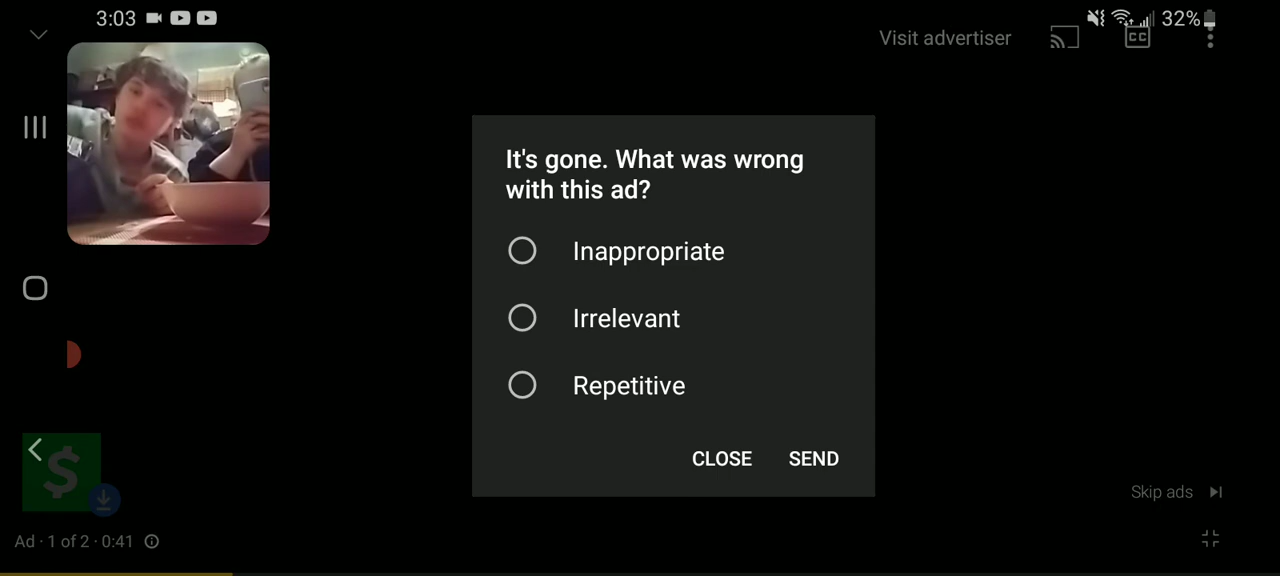 3:03
32%
Visit advertiser
CC
It's gone. What was wrong
with this ad?
Inappropriate
Irrelevant
Repetitive
CLOSE
SEND
$
Skip ads
Ad · 1 of 2 · 0:41